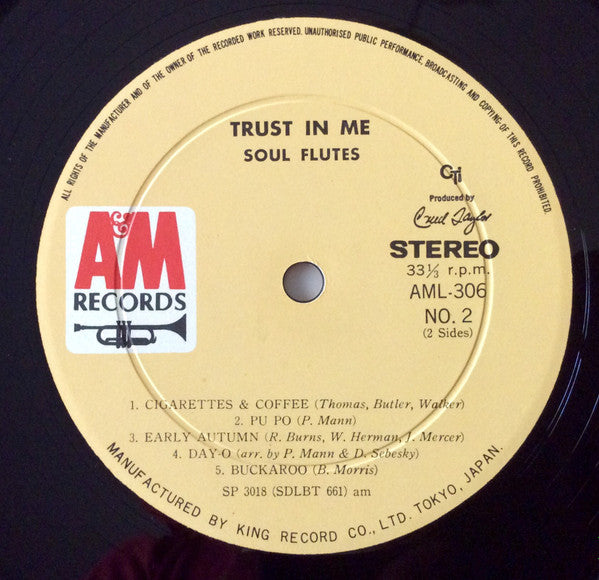 ALL RIGHTS OF THE MANUFACTURER AND OF THE OWNER OF THE RECORDED WORK RESERVED. UNAUTHORISED PUBLIC PERFORMANCE, BROADCASTING AND COPYING OF THIS RECORD PROHIBITED.
TRUST IN ME
SOUL FLUTES
CTi
Produced by
Creed Taylor
A&M
RECORDS
STEREO
33⅓ r.p.m.
AML-306
NO. 2
(2 Sides)
1. CIGARETTES & COFFEE (Thomas, Butler, Walker)
2. PU PO (P. Mann)
3. EARLY AUTUMN (R. Burns, W. Herman, J. Mercer)
4. DAY-O (arr. by P. Mann & D. Sebesky)
5. BUCKAROO (B. Morris)
SP 3018 (SDLBT 661) am
MANUFACTURED BY KING RECORD CO., LTD. TOKYO, JAPAN.